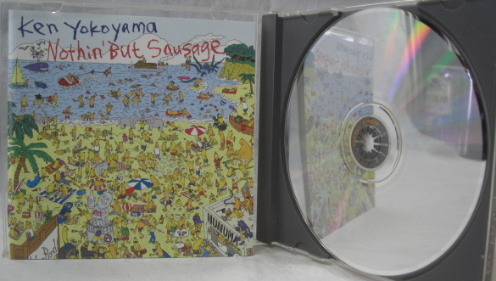 Ken Yokoyama
Nothin' But Sausage